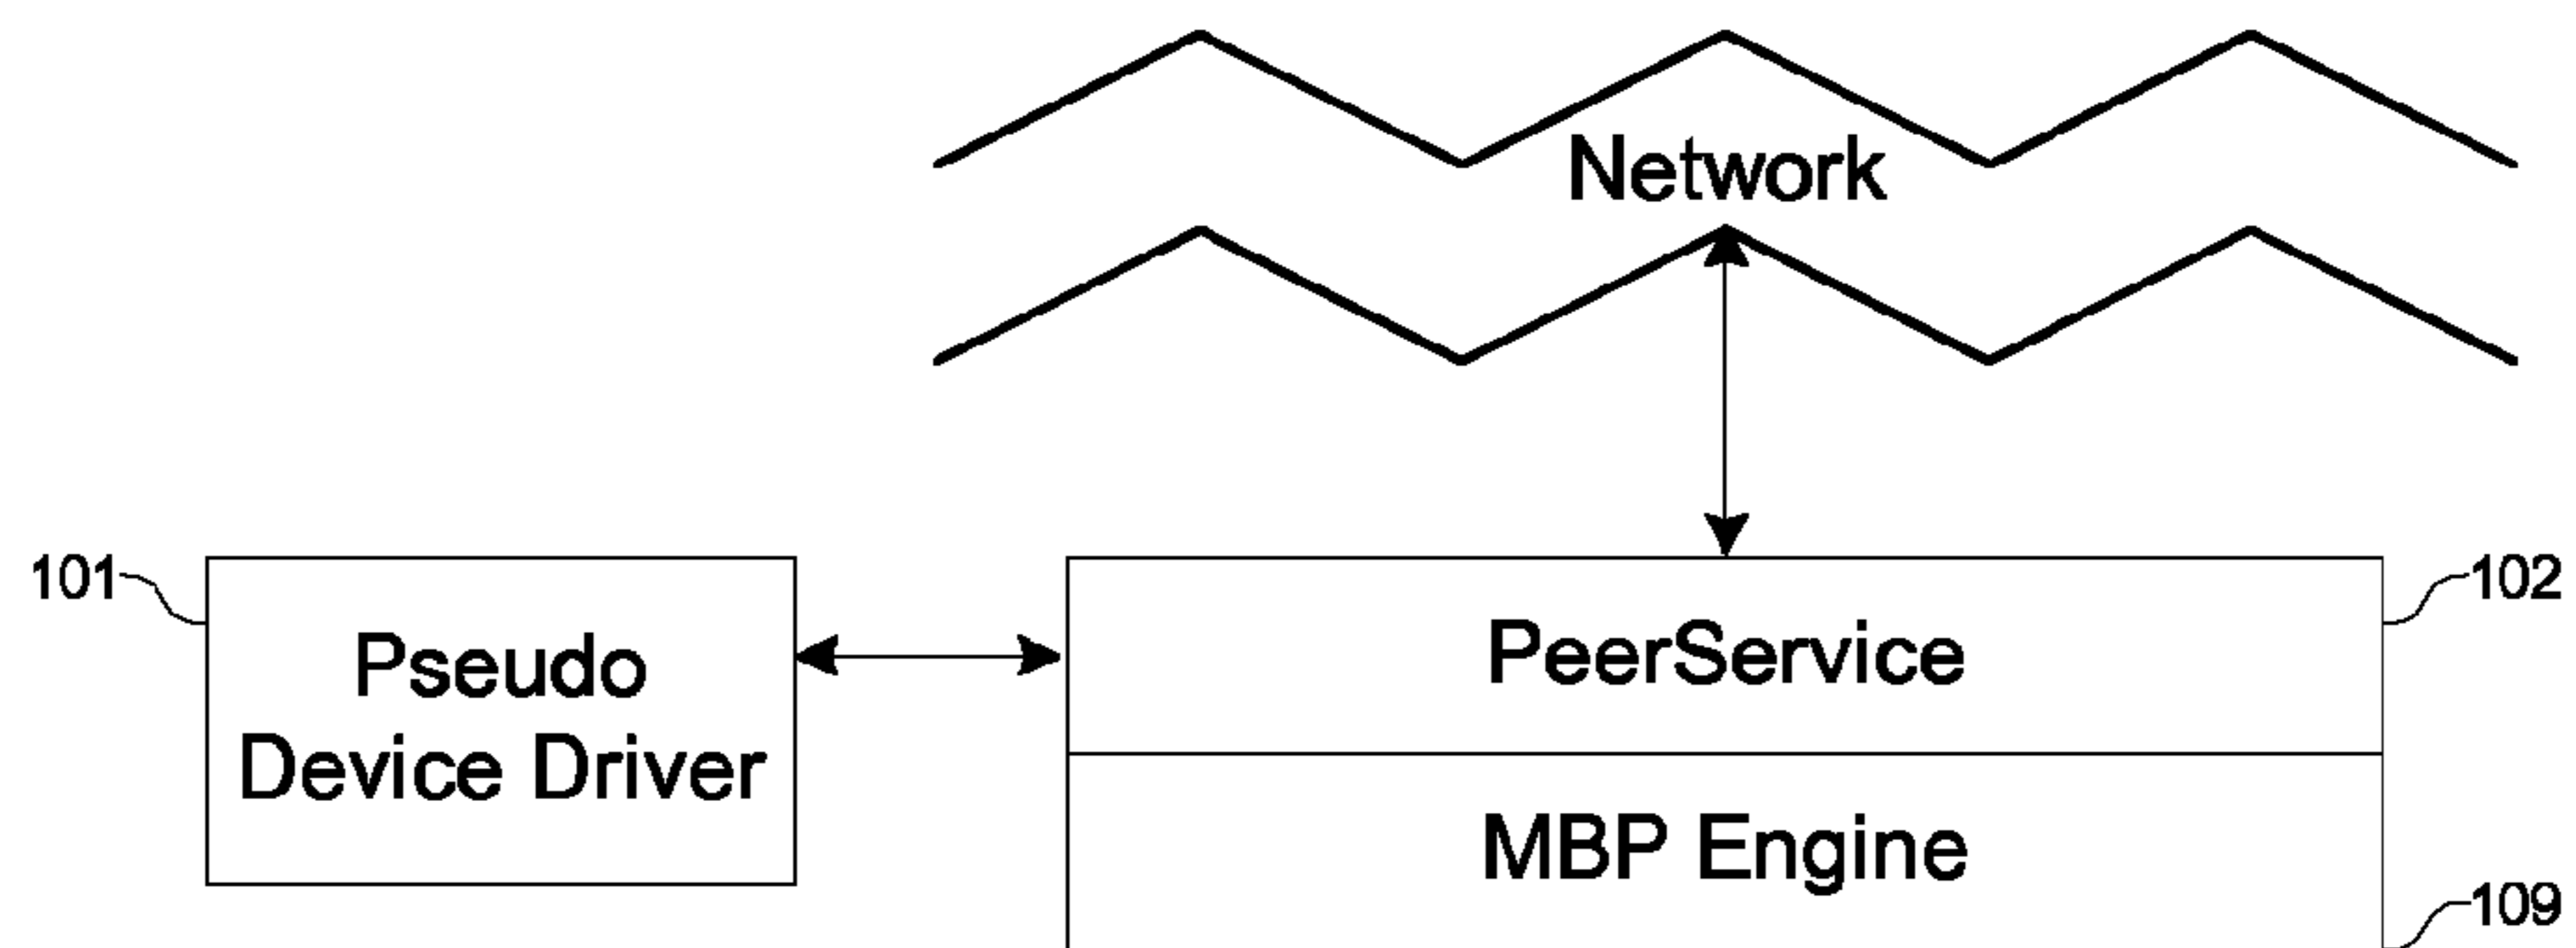 Network
101
102
Pseudo
Device Driver
PeerService
MBP Engine
109